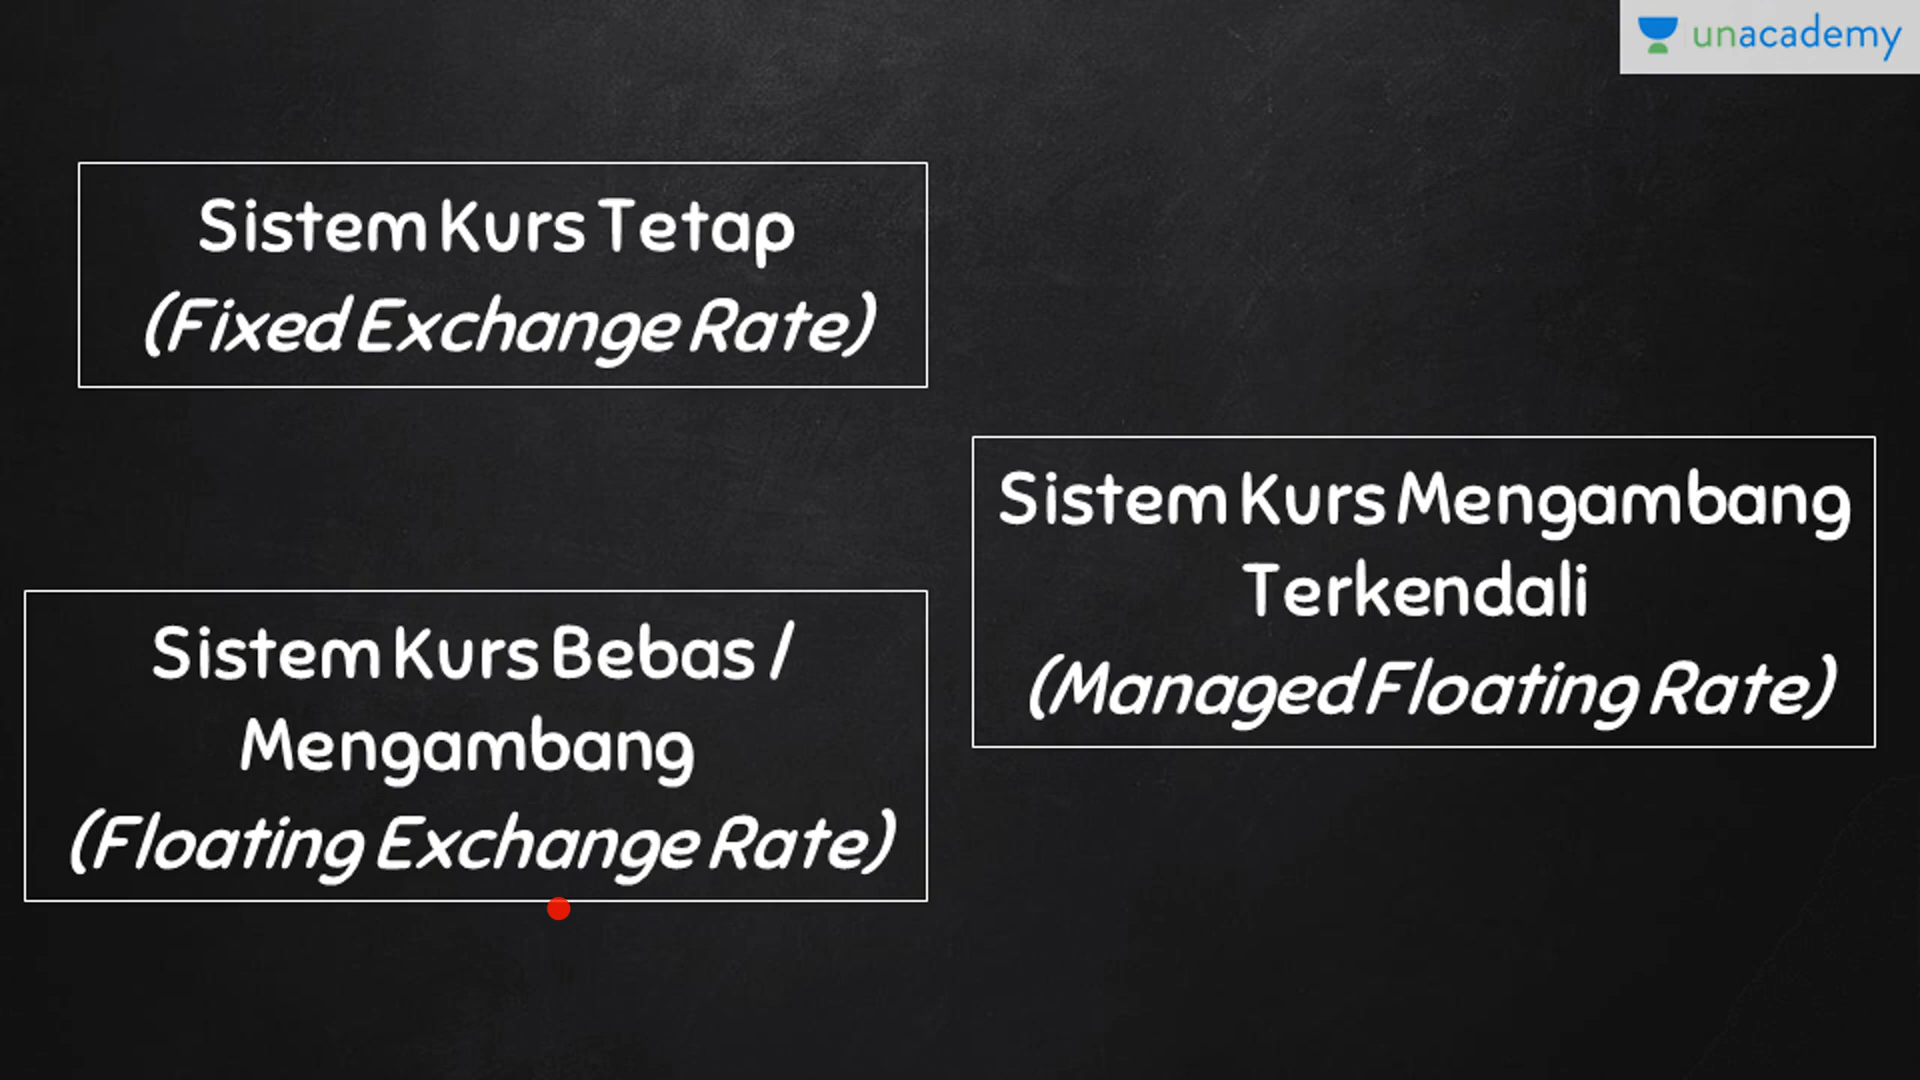 unacademy
Sistem Kurs Tetap
(Fixed Exchange Rate)
Sistem Kurs Bebas /
Mengambang
(Floating Exchange Rate)
Sistem Kurs Mengambang
Terkendali
(Managed Floating Rate)